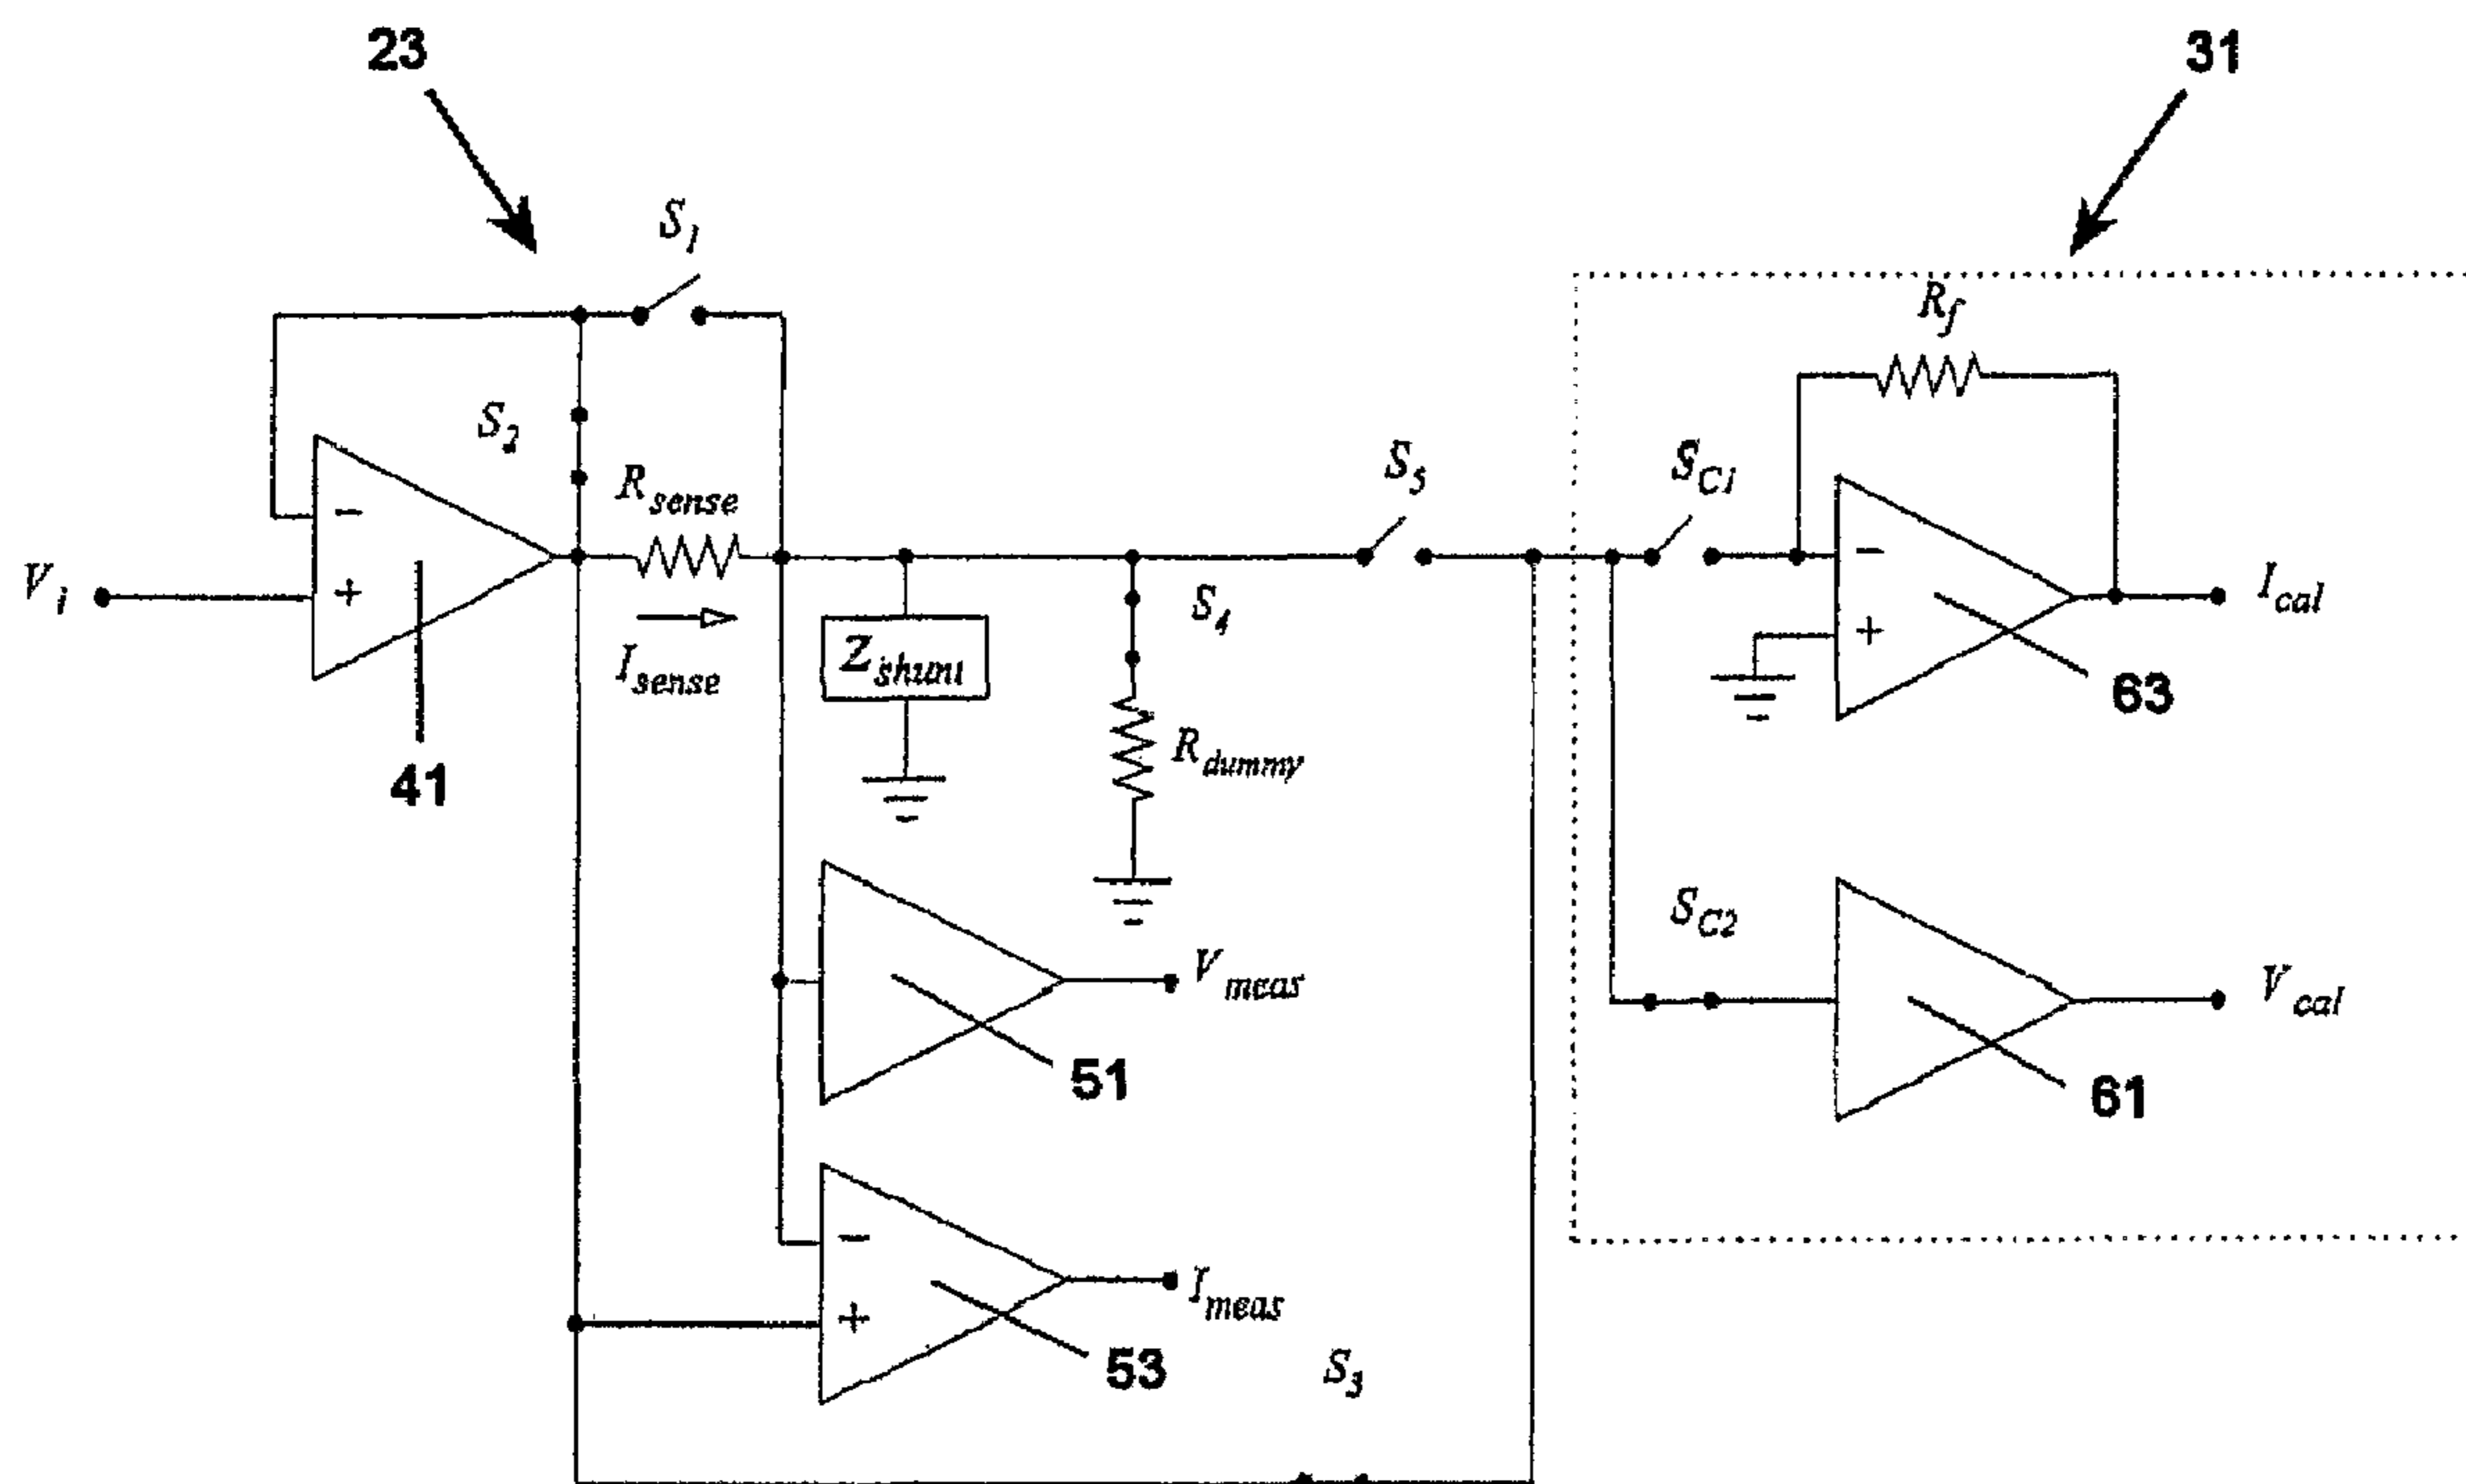 23
31
S1
Rf
S2
Rsense
S5
SC1
−
−
Vi
+
S4
Ical
Zshunt
+
Isense
63
Rdummy
41
SC2
Vmeas
Vcal
51
61
−
Imeas
+
53
S3